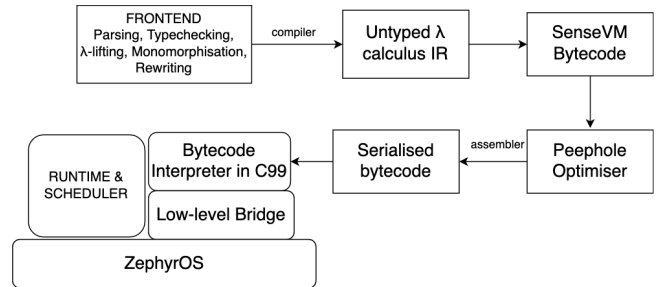 FRONTEND
Parsing, Typechecking,
λ-lifting, Monomorphisation,
Rewriting
compiler
Untyped λ
calculus IR
SenseVM
Bytecode
RUNTIME &
SCHEDULER
Bytecode
Interpreter in C99
Low-level Bridge
ZephyrOS
Serialised
bytecode
assembler
Peephole
Optimiser